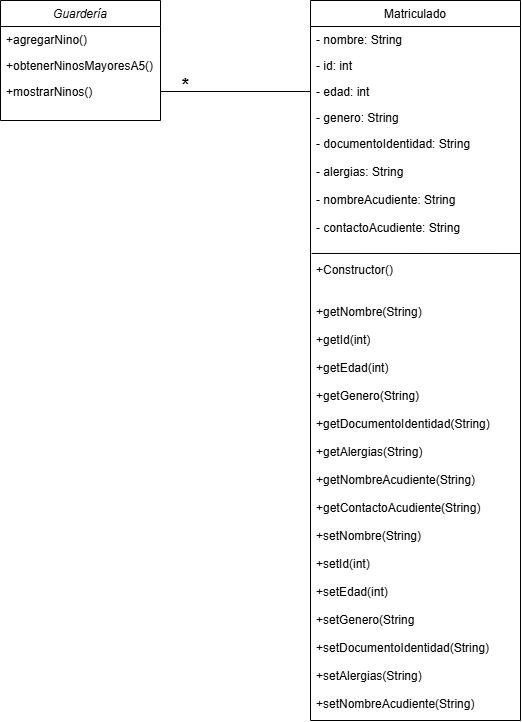 Guardería
+agregarNino()
+obtenerNinosMayoresA5()
+mostrarNinos()
*
Matriculado
- nombre: String
- id: int
- edad: int
- genero: String
- documentoIdentidad: String
- alergias: String
- nombreAcudiente: String
- contactoAcudiente: String
+Constructor()
+getNombre(String)
+getId(int)
+getEdad(int)
+getGenero(String)
+getDocumentoIdentidad(String)
+getAlergias(String)
+getNombreAcudiente(String)
+getContactoAcudiente(String)
+setNombre(String)
+setId(int)
+setEdad(int)
+setGenero(String
+setDocumentoIdentidad(String)
+setAlergias(String)
+setNombreAcudiente(String)